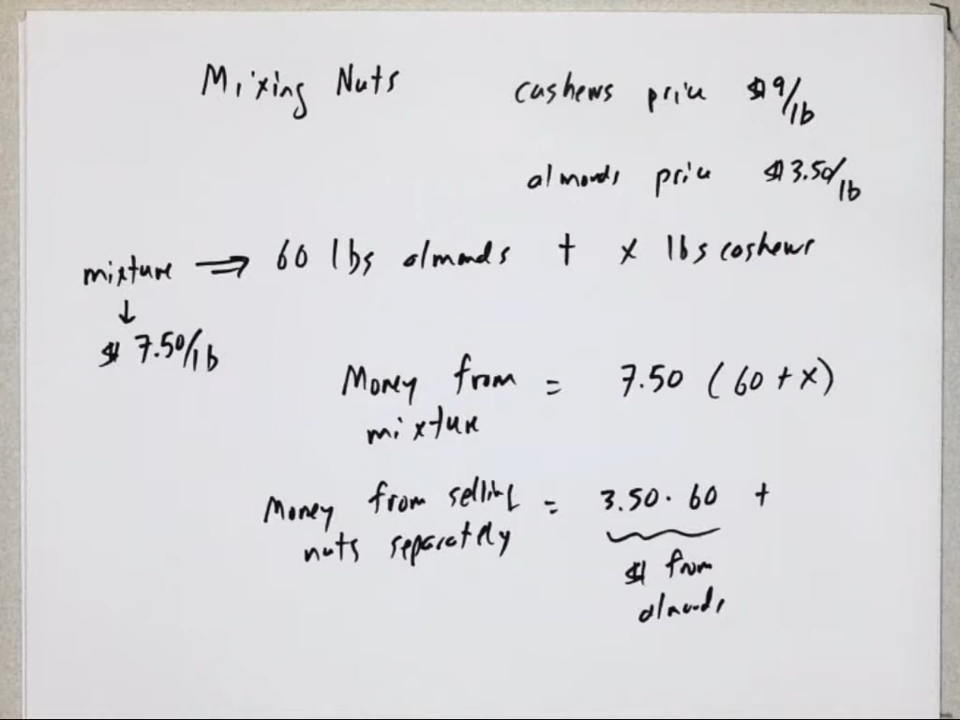 Mixing Nuts
cashews price $9/lb
almonds price $3.50/lb
mixture ⇒ 60 lbs almonds + x lbs cashews
↓
$ 7.50/lb
Money from = 7.50 (60 + x)
mixture
Money from selling = 3.50 · 60 +
nuts separately
$ from
almonds